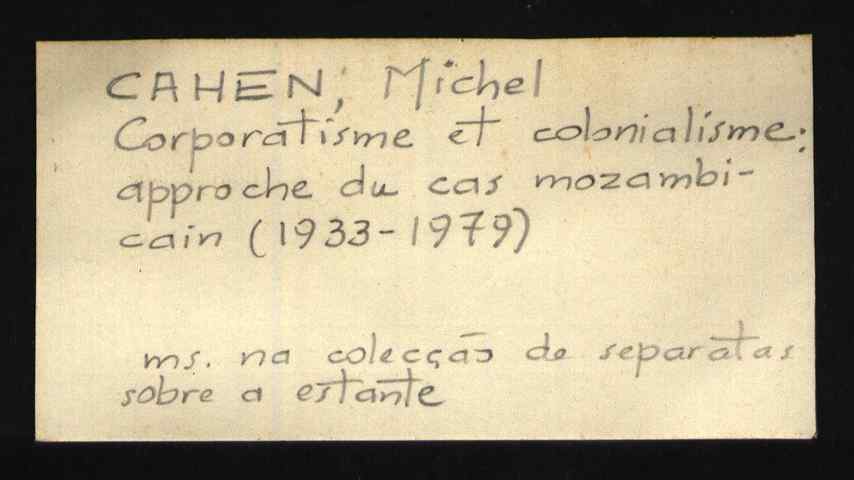 CAHEN, Michel
Corporatisme et colonialisme:
approche du cas mozambi-
cain (1933-1979)
ms. na colecção de separatas
sobre a estante